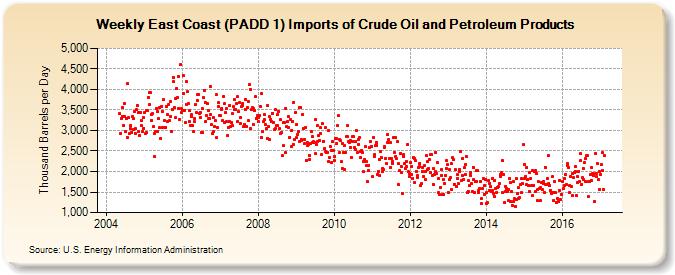 Weekly East Coast (PADD 1) Imports of Crude Oil and Petroleum Products
Thousand Barrels per Day
5,000
4,500
4,000
3,500
3,000
2,500
2,000
1,500
1,000
2004 2006 2008 2010 2012 2014 2016
Source: U.S. Energy Information Administration